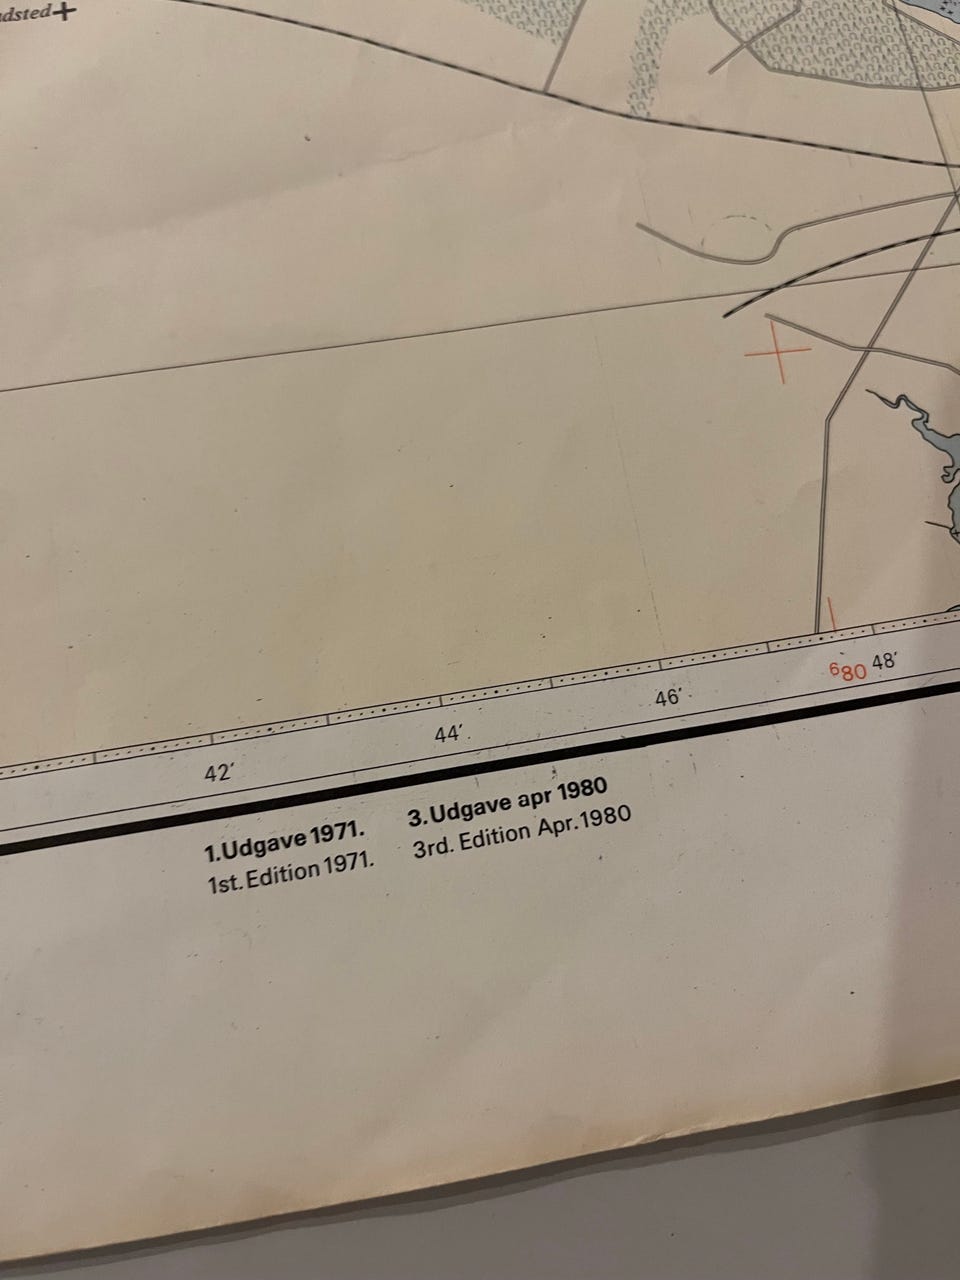 dsted
680 48′
46′
44′
42′
1.Udgave 1971. 3.Udgave apr 1980
1st. Edition 1971. 3rd. Edition Apr. 1980